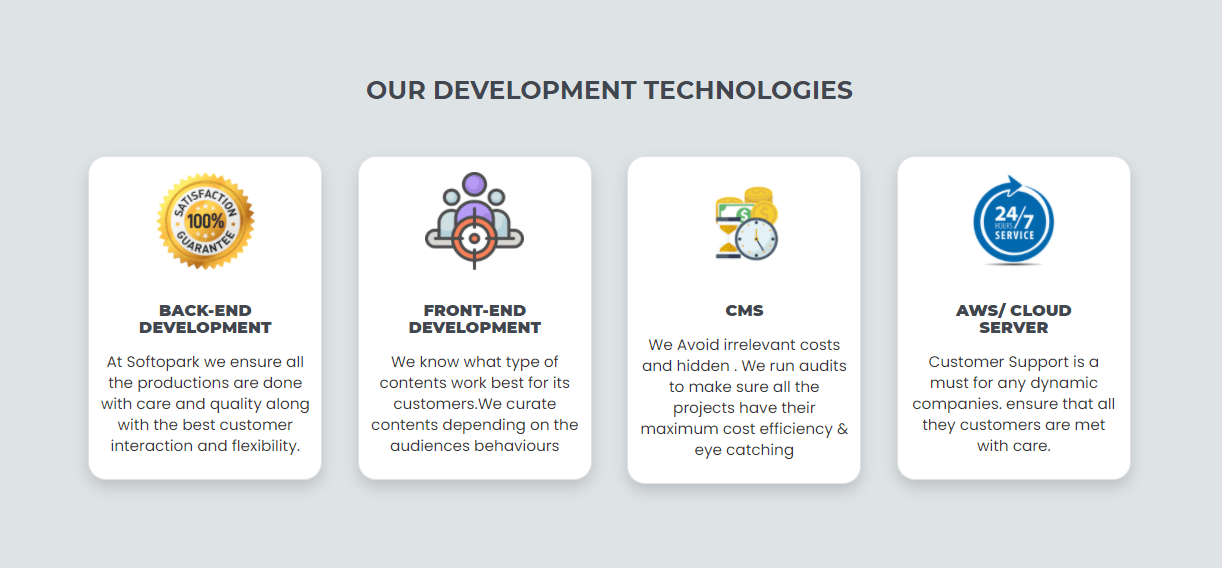 OUR DEVELOPMENT TECHNOLOGIES
SATISFACTION
100%
GUARANTEE
BACK-END
DEVELOPMENT
At Softopark we ensure all
the productions are done
with care and quality along
with the best customer
interaction and flexibility.
FRONT-END
DEVELOPMENT
We know what type of
contents work best for its
customers.We curate
contents depending on the
audiences behaviours
$
CMS
We Avoid irrelevant costs
and hidden . We run audits
to make sure all the
projects have their
maximum cost efficiency &
eye catching
24/7
HOURS
SERVICE
AWS/ CLOUD
SERVER
Customer Support is a
must for any dynamic
companies. ensure that all
they customers are met
with care.